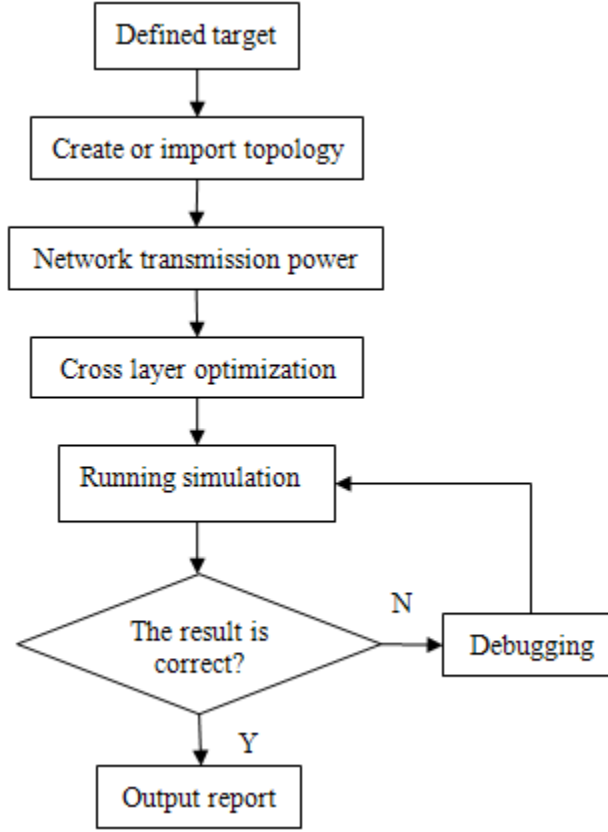 Defined target
Create or import topology
Network transmission power
Cross layer optimization
Running simulation
The result is
correct?
N
Debugging
Y
Output report